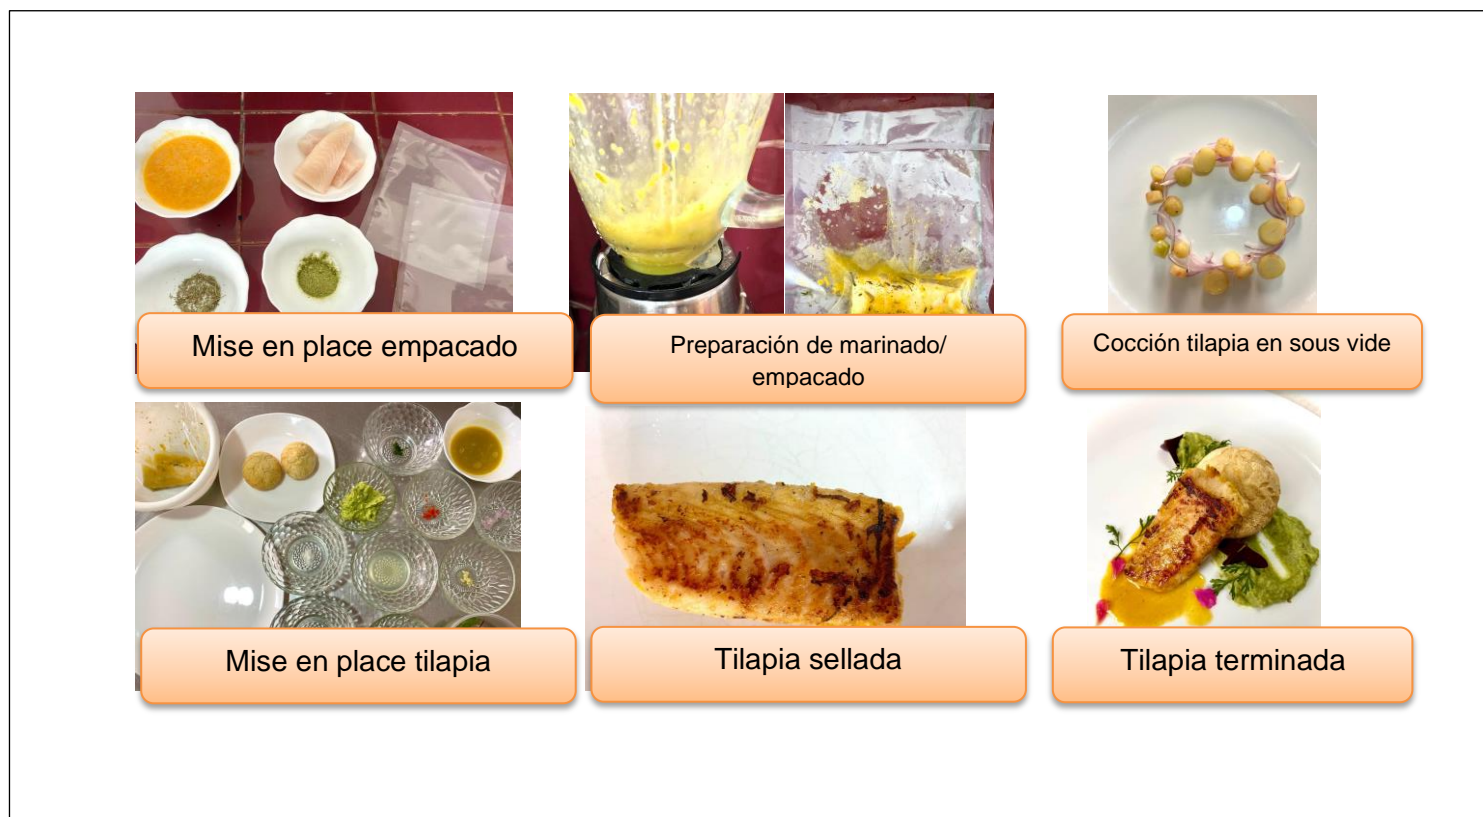 Mise en place empacado
Preparación de marinado/
empacado
Cocción tilapia en sous vide
Mise en place tilapia
Tilapia sellada
Tilapia terminada